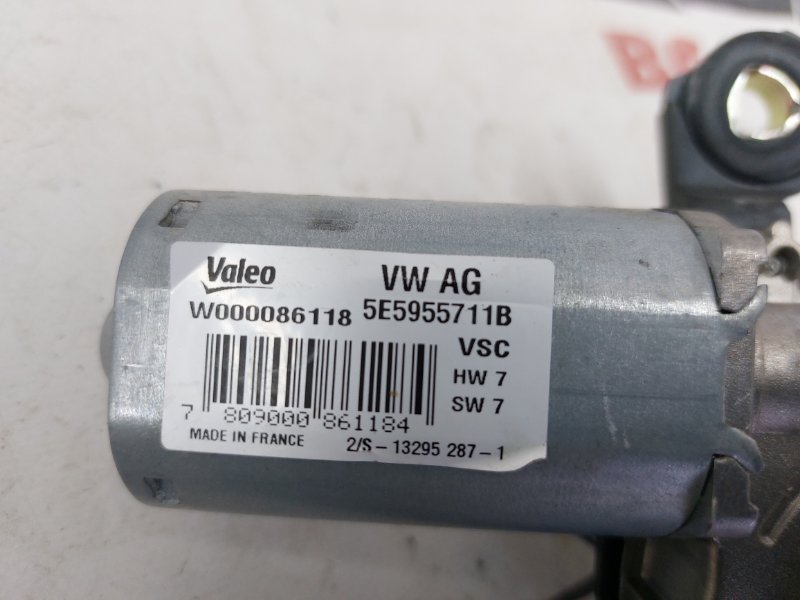 Valeo VW AG
W000086118 5E5955711B
VSC
HW 7
SW 7
7 809000 861184
MADE IN FRANCE 2/S-13295 287-1